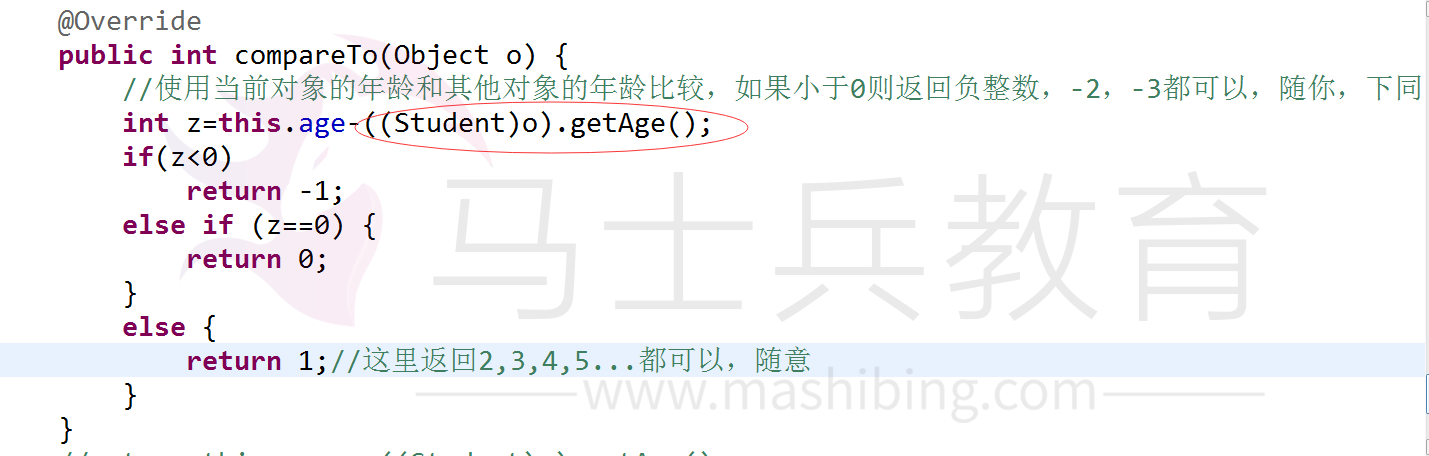 @Override
public int compareTo(Object o) {
//使用当前对象的年龄和其他对象的年龄比较，如果小于0则返回负整数，-2，-3都可以，随你，下同
int z=this.age-((Student)o).getAge();
if(z<0)
return -1;
else if (z==0) {
return 0;
}
else {
return 1;//这里返回2,3,4,5...都可以，随意
}
}
马士兵教育
www.mashibing.com